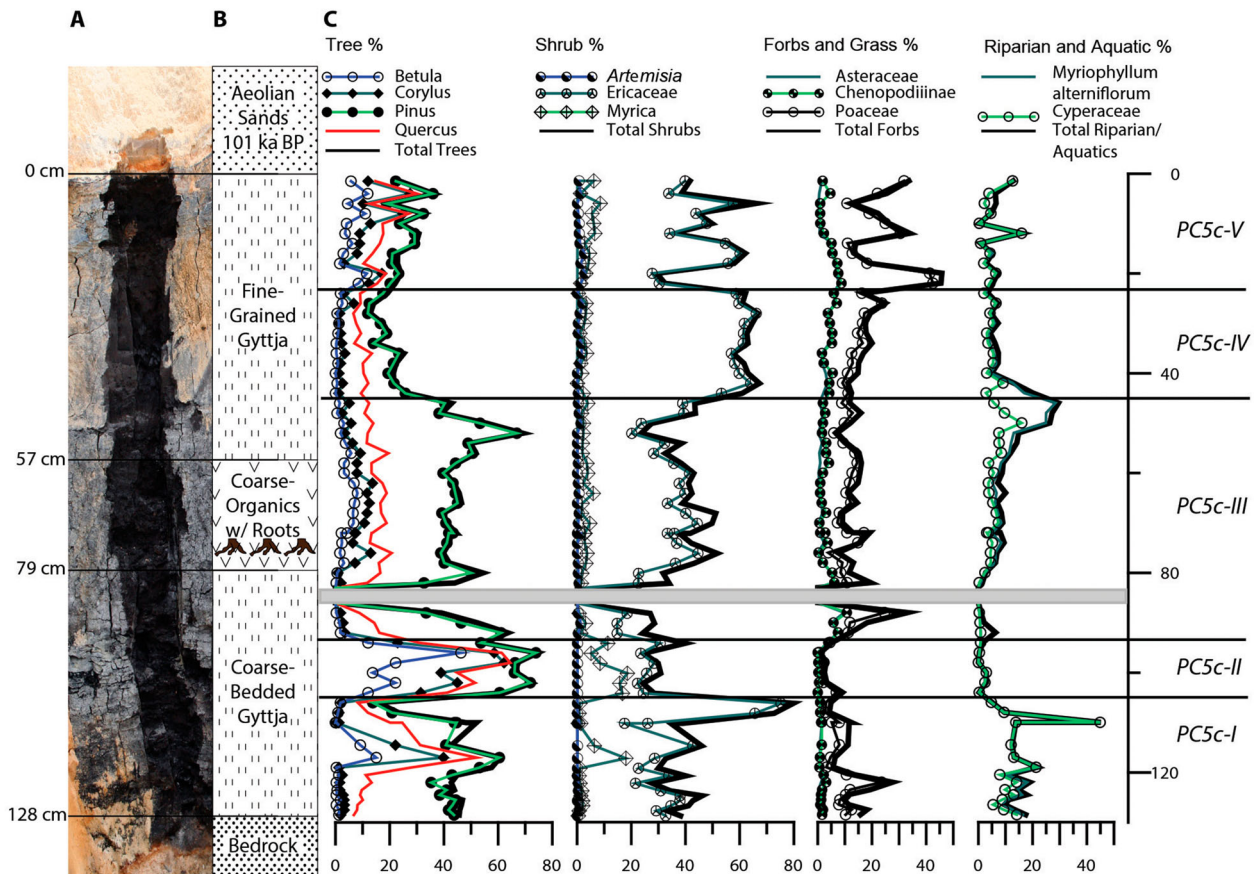 A
B
C
Tree %
Shrub %
Forbs and Grass %
Riparian and Aquatic %
Betula
Corylus
Pinus
Quercus
Total Trees
Artemisia
Ericaceae
Myrica
Total Shrubs
Asteraceae
Chenopodiiinae
Poaceae
Total Forbs
Myriophyllum
alterniflorum
Cyperaceae
Total Riparian/
Aquatics
Aeolian
Sands
101 ka BP
0 cm
Fine-
Grained
Gyttja
57 cm
Coarse-
Organics
w/ Roots
79 cm
Coarse-
Bedded
Gyttja
128 cm
Bedrock
0
40
80
120
PC5c-V
PC5c-IV
PC5c-III
PC5c-II
PC5c-I
0 20 40 60 80
0 20 40 60 80
0 20 40
0 20 40